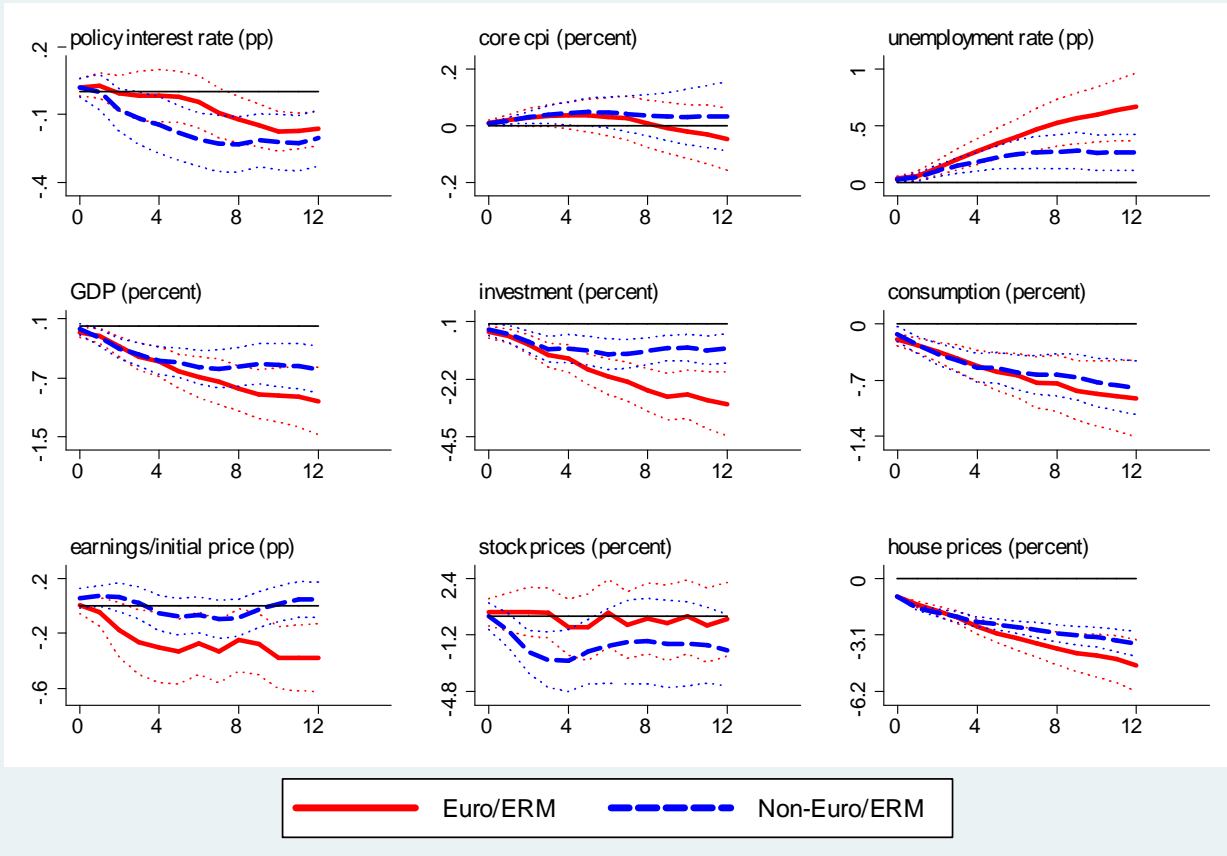 policy interest rate (pp)
.2
-.1
-.4
0 4 8 12
core cpi (percent)
.2
0
-.2
0 4 8 12
unemployment rate (pp)
1
.5
0
0 4 8 12
GDP (percent)
.1
-.7
-1.5
0 4 8 12
investment (percent)
.1
-2.2
-4.5
0 4 8 12
consumption (percent)
0
-.7
-1.4
0 4 8 12
earnings/initial price (pp)
.2
-.2
-.6
0 4 8 12
stock prices (percent)
2.4
-1.2
-4.8
0 4 8 12
house prices (percent)
0
-3.1
-6.2
0 4 8 12
Euro/ERM
Non-Euro/ERM